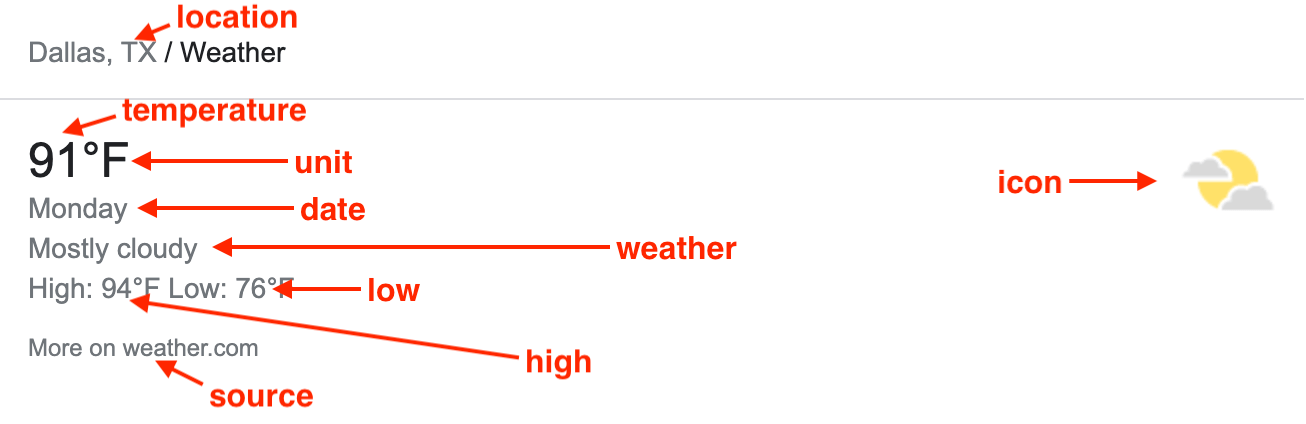 location
Dallas, TX / Weather
temperature
91°F
unit
icon
Monday
date
Mostly cloudy
weather
High: 94°F Low: 76°F
low
More on weather.com
high
source